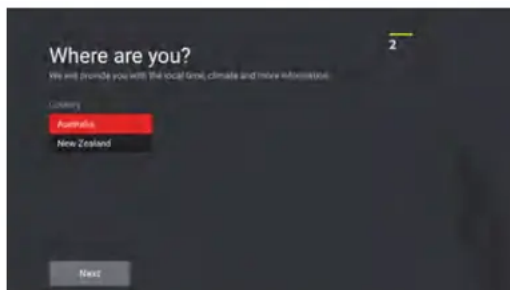 Where are you?
2
We will provide you with the local time, climate and more information.
Country
Australia
New Zealand
Next